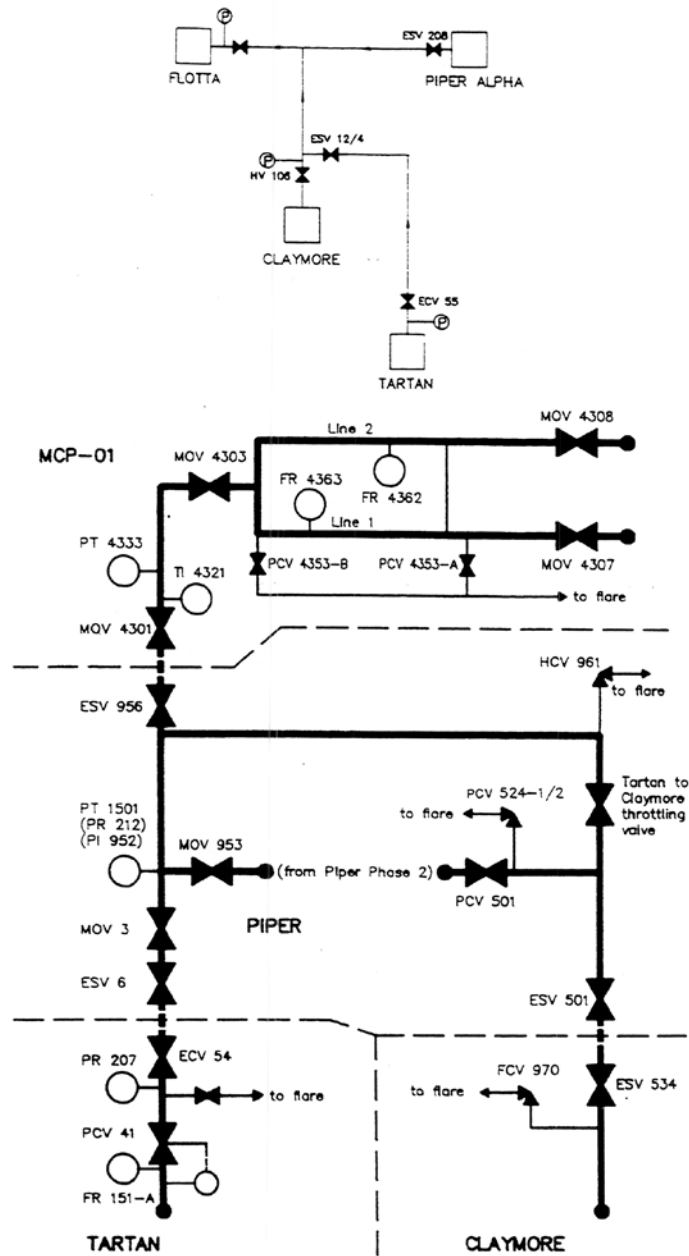 P
ESV 208
FLOTTA
PIPER ALPHA
ESV 12/4
P
HV 106
CLAYMORE
ECV 55
P
TARTAN
MCP-01
MOV 4303
Line 2
MOV 4308
FR 4363
FR 4362
Line 1
PT 4333
PCV 4353-B
PCV 4353-A
MOV 4307
TI 4321
to flare
MOV 4301
HCV 961
ESV 956
to flare
PCV 524-1/2
Tartan to
Claymore
throttling
valve
PT 1501
(PR 212)
(PI 952)
to flare
MOV 953
(from Piper Phase 2)
PCV 501
MOV 3
PIPER
ESV 6
ESV 501
PR 207
ECV 54
FCV 970
ESV 534
to flare
to flare
PCV 41
FR 151-A
TARTAN
CLAYMORE